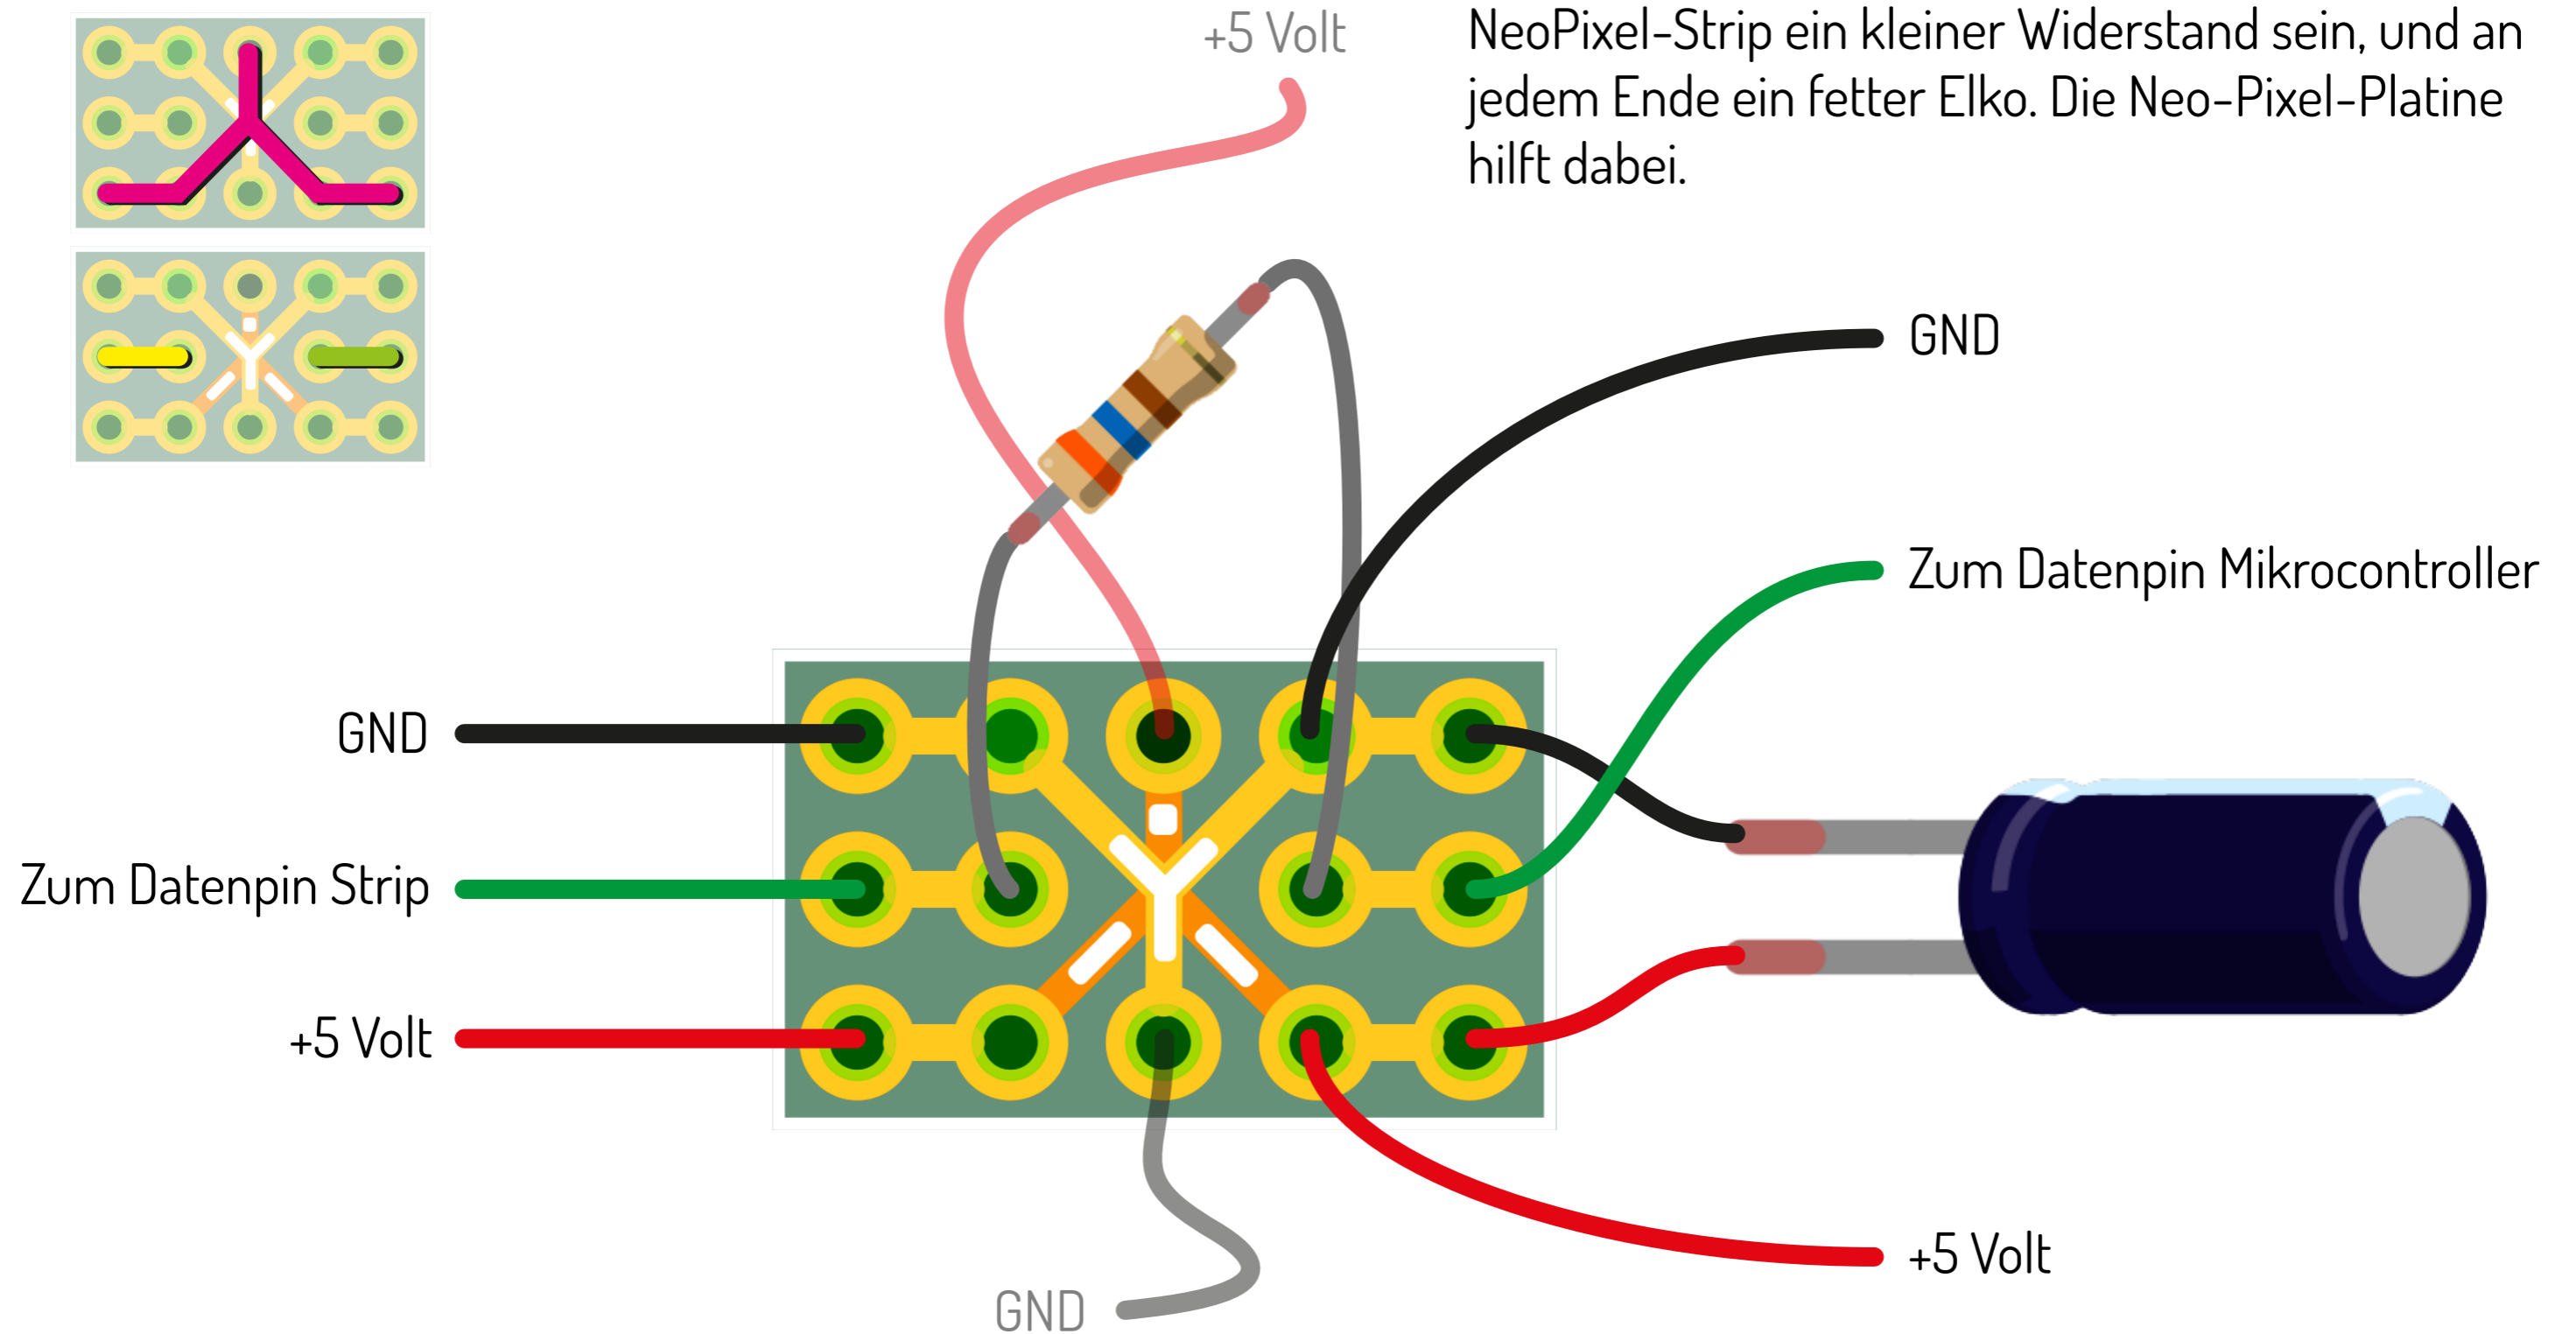 +5 Volt
NeoPixel-Strip ein kleiner Widerstand sein, und an
jedem Ende ein fetter Elko. Die Neo-Pixel-Platine
hilft dabei.
GND
Zum Datenpin Mikrocontroller
GND
Zum Datenpin Strip
+5 Volt
+5 Volt
GND